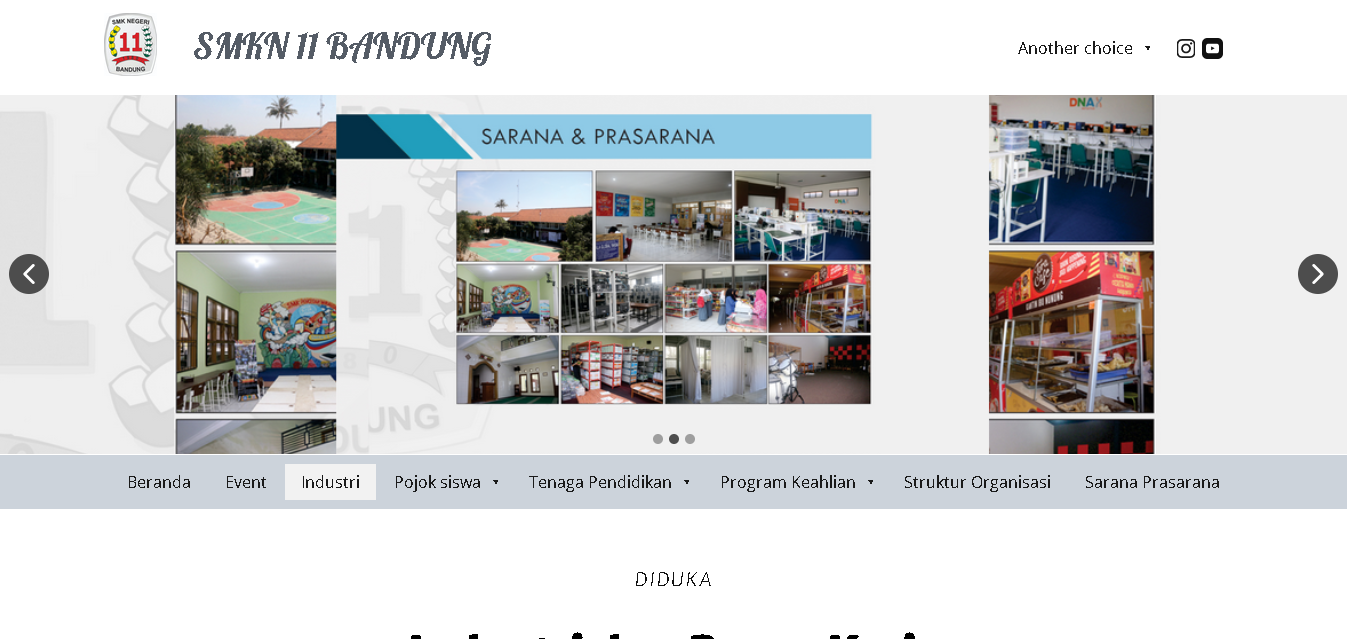 SMK NEGERI
11
BANDUNG
SMKN 11 BANDUNG
Another choice
SARANA & PRASARANA
DNAX
BANDUNG
Beranda
Event
Industri
Pojok siswa
Tenaga Pendidikan
Program Keahlian
Struktur Organisasi
Sarana Prasarana
DIDUKA